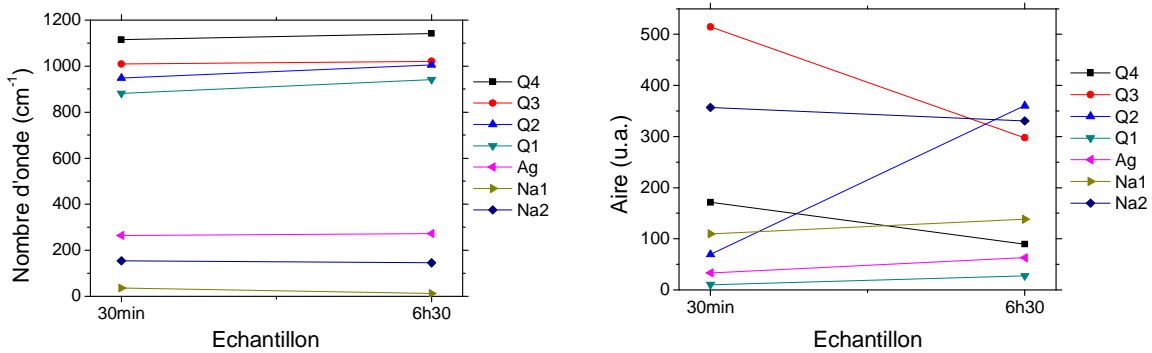 1200
1000
800
600
400
200
0
Nombre d'onde (cm⁻¹)
30min
6h30
Echantillon
Q4
Q3
Q2
Q1
Ag
Na1
Na2
500
400
300
200
100
0
Aire (u.a.)
30min
6h30
Echantillon
Q4
Q3
Q2
Q1
Ag
Na1
Na2